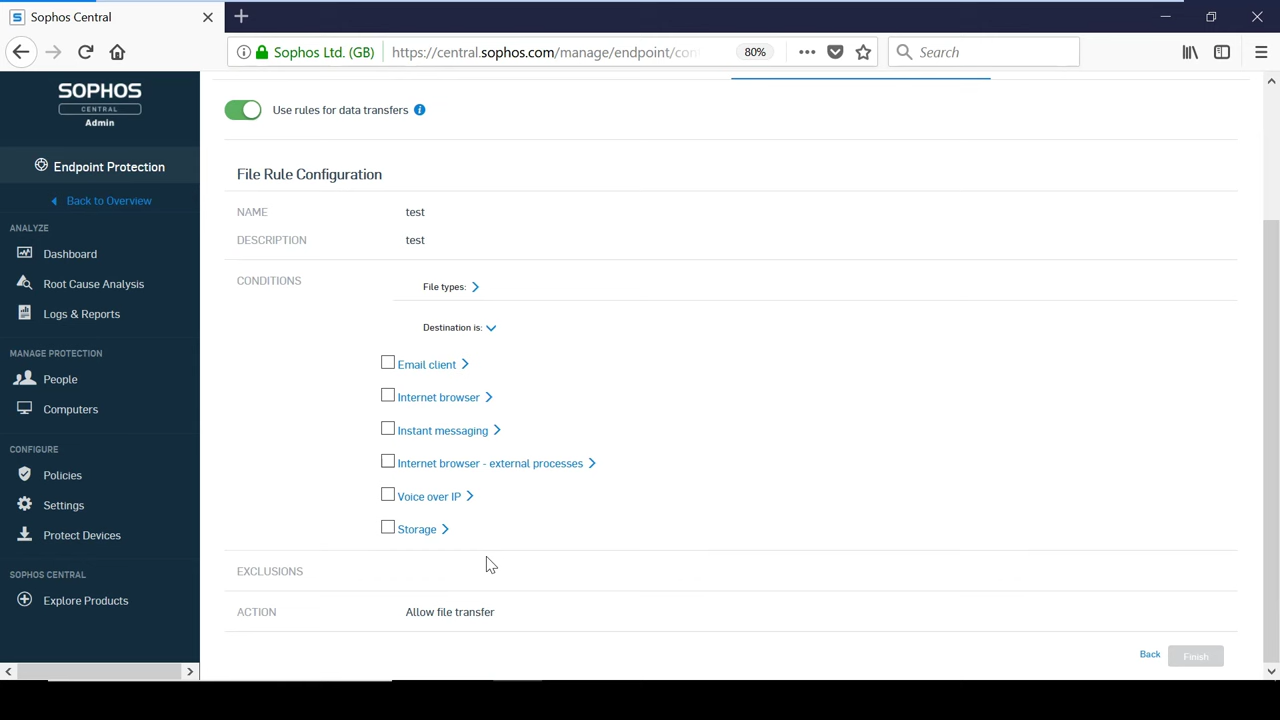 Sophos Central
Sophos Ltd. (GB)
https://central.sophos.com/manage/endpoint/con
80%
Search
SOPHOS
CENTRAL
Admin
Endpoint Protection
Back to Overview
ANALYZE
Dashboard
Root Cause Analysis
Logs & Reports
MANAGE PROTECTION
People
Computers
CONFIGURE
Policies
Settings
Protect Devices
SOPHOS CENTRAL
Explore Products
Use rules for data transfers
File Rule Configuration
NAME test
DESCRIPTION test
CONDITIONS
File types:
Destination is:
Email client
Internet browser
Instant messaging
Internet browser - external processes
Voice over IP
Storage
EXCLUSIONS
ACTION Allow file transfer
Back Finish